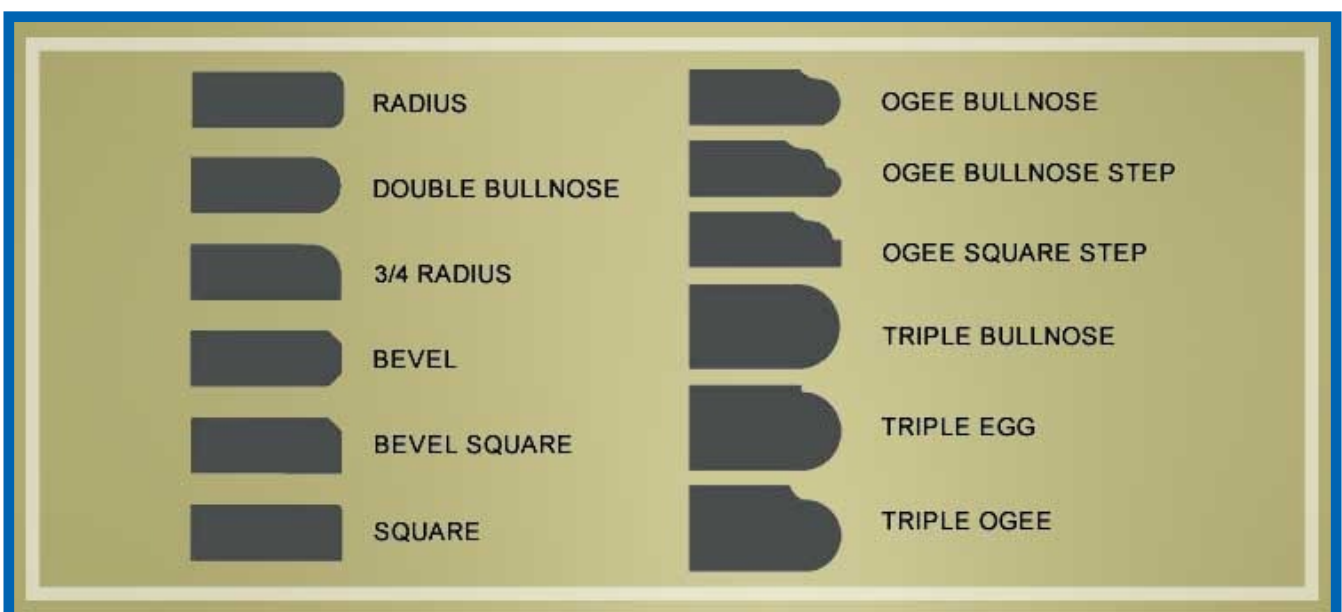 RADIUS
DOUBLE BULLNOSE
3/4 RADIUS
BEVEL
BEVEL SQUARE
SQUARE
OGEE BULLNOSE
OGEE BULLNOSE STEP
OGEE SQUARE STEP
TRIPLE BULLNOSE
TRIPLE EGG
TRIPLE OGEE